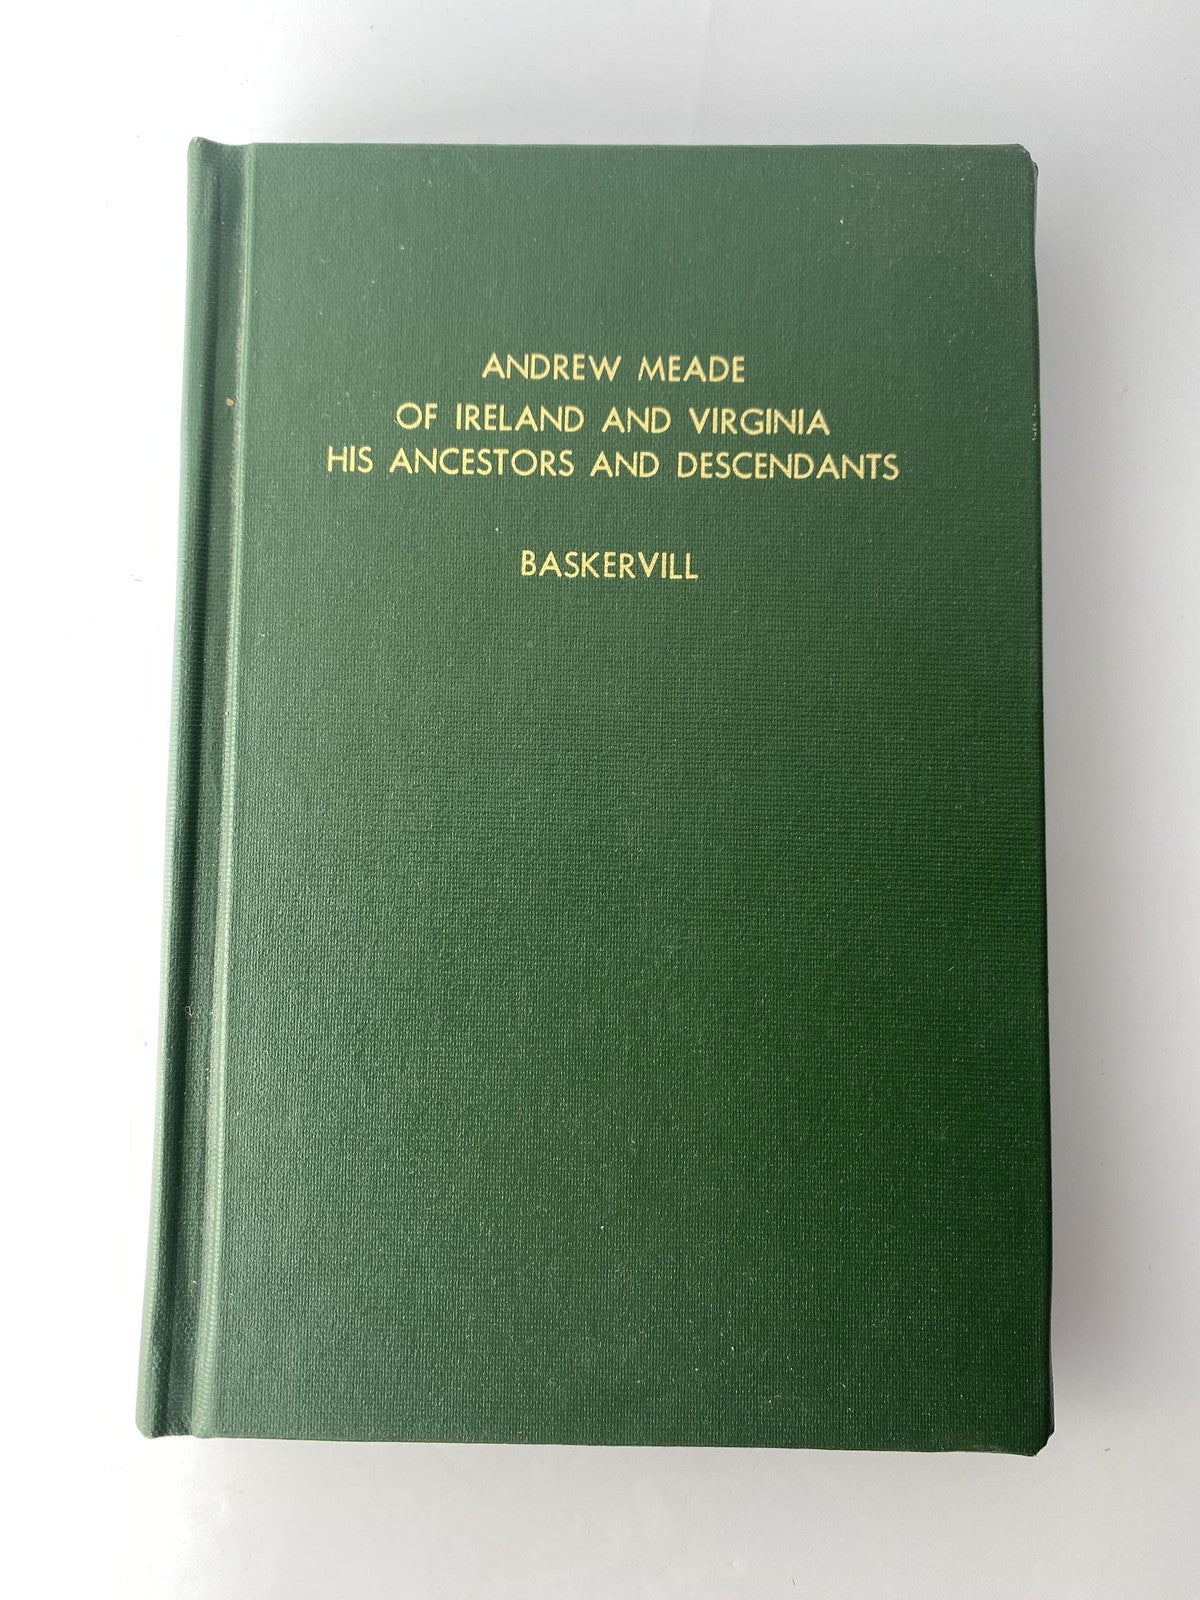 ANDREW MEADE
OF IRELAND AND VIRGINIA
HIS ANCESTORS AND DESCENDANTS
BASKERVILL